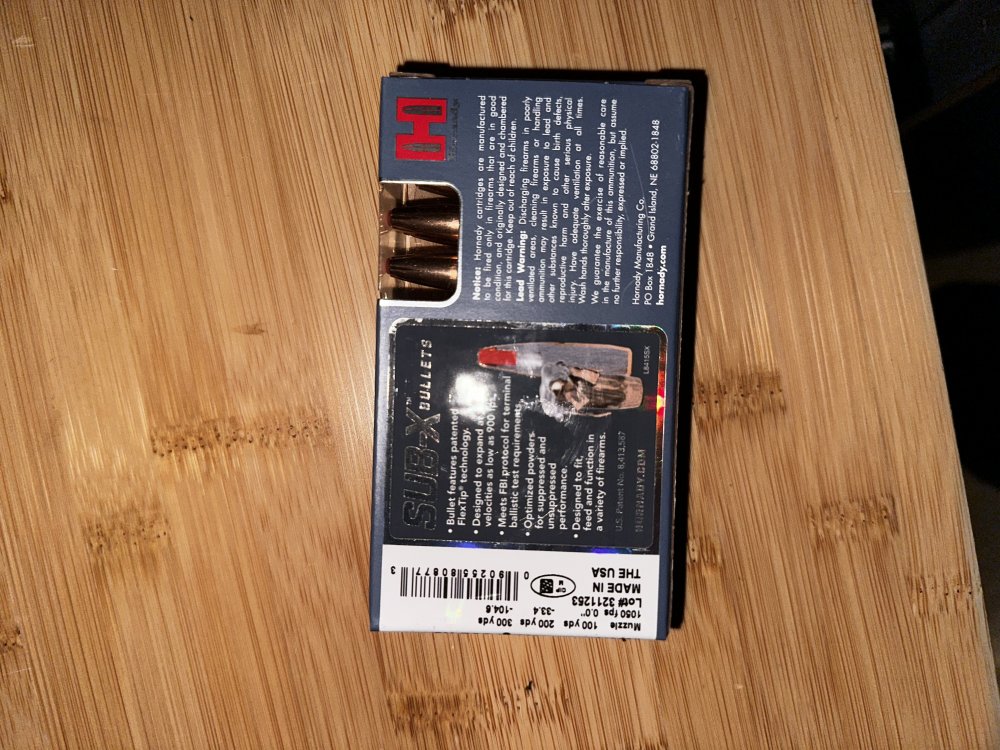 H
Notice: Hornady cartridges are manufactured
to be fired only in firearms that are in good
condition, and originally designed and chambered
for this cartridge. Keep out of reach of children.
Lead Warning: Discharging firearms in poorly
ventilated areas, cleaning firearms or handling
ammunition may result in exposure to lead and
other substances known to cause birth defects,
reproductive harm and other serious physical
injury. Have adequate ventilation at all times.
Wash hands thoroughly after exposure.
We guarantee the exercise of reasonable care
in the manufacture of this ammunition, but assume
no further responsibility, expressed or implied.
Hornady Manufacturing Co.
PO Box 1848 • Grand Island, NE 68802-1848
hornady.com
SUB-X™
BULLETS
• Bullet features patented
FlexTip® technology.
• Designed to expand at
velocities as low as 900 fps.
• Meets FBI protocol for terminal
ballistic test requirements.
• Optimized powders
for suppressed and
unsuppressed
performance.
• Designed to fit,
feed and function in
a variety of firearms.
U.S. Patent No. 8,413,587
HORNADY.COM
L8415SX
Muzzle 100 yds 200 yds 300 yds
1050 fps 0.0" -33.4 -104.6
Lot# 3211253
MADE IN
THE USA
0 90255 80877 3